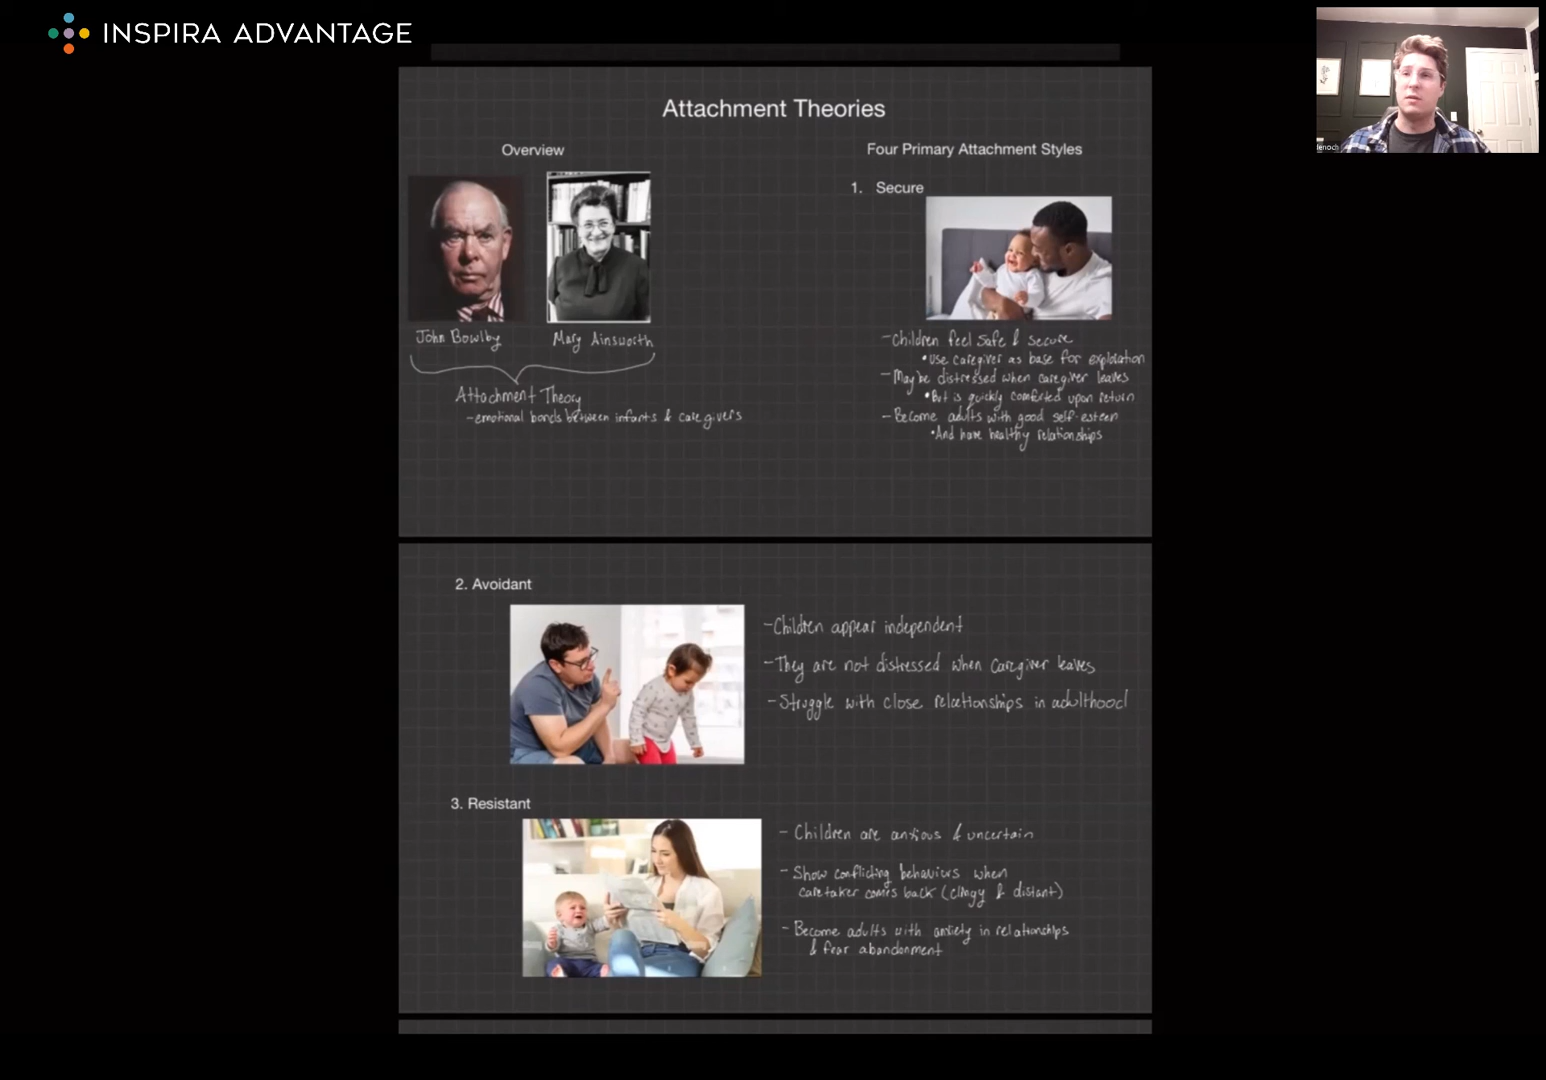 INSPIRA ADVANTAGE
Attachment Theories
Overview
John Bowlby
Mary Ainsworth
Attachment Theory
-emotional bonds between infants & caregivers
Four Primary Attachment Styles
1. Secure
-Children feel safe & secure
•Use caregiver as base for exploration
-May be distressed when caregiver leaves
•But is quickly comforted upon return
-Become adults with good self-esteem
•And have healthy relationships
2. Avoidant
-Children appear independent
-They are not distressed when caregiver leaves
-Struggle with close relationships in adulthood
3. Resistant
- Children are anxious & uncertain
- Show conflicting behaviors when
caretaker comes back (clingy & distant)
- Become adults with anxiety in relationships
& fear abandonment